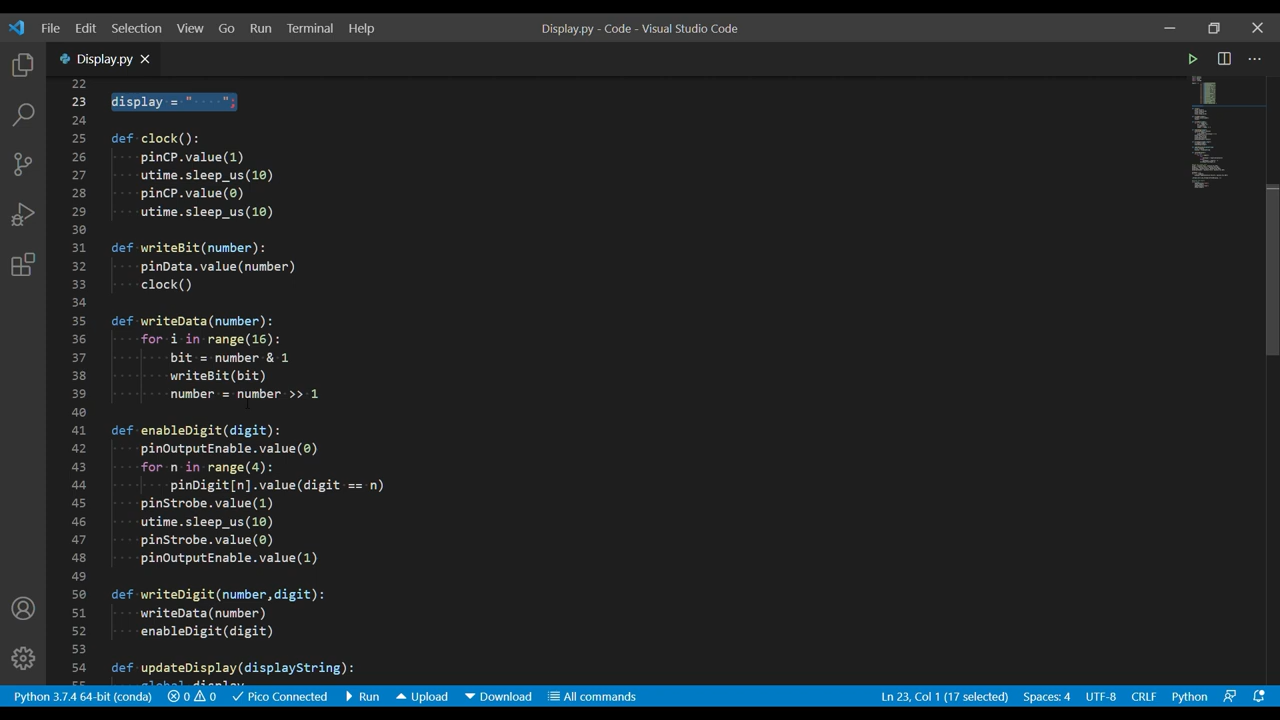 File Edit Selection View Go Run Terminal Help Display.py - Code - Visual Studio Code
Display.py
22
23 display = "    ";
24
25 def clock():
26     pinCP.value(1)
27     utime.sleep_us(10)
28     pinCP.value(0)
29     utime.sleep_us(10)
30
31 def writeBit(number):
32     pinData.value(number)
33     clock()
34
35 def writeData(number):
36     for i in range(16):
37         bit = number & 1
38         writeBit(bit)
39         number = number >> 1
40
41 def enableDigit(digit):
42     pinOutputEnable.value(0)
43     for n in range(4):
44         pinDigit[n].value(digit == n)
45     pinStrobe.value(1)
46     utime.sleep_us(10)
47     pinStrobe.value(0)
48     pinOutputEnable.value(1)
49
50 def writeDigit(number,digit):
51     writeData(number)
52     enableDigit(digit)
53
54 def updateDisplay(displayString):
55     global display
Python 3.7.4 64-bit (conda) 0 0 Pico Connected Run Upload Download All commands Ln 23, Col 1 (17 selected) Spaces: 4 UTF-8 CRLF Python